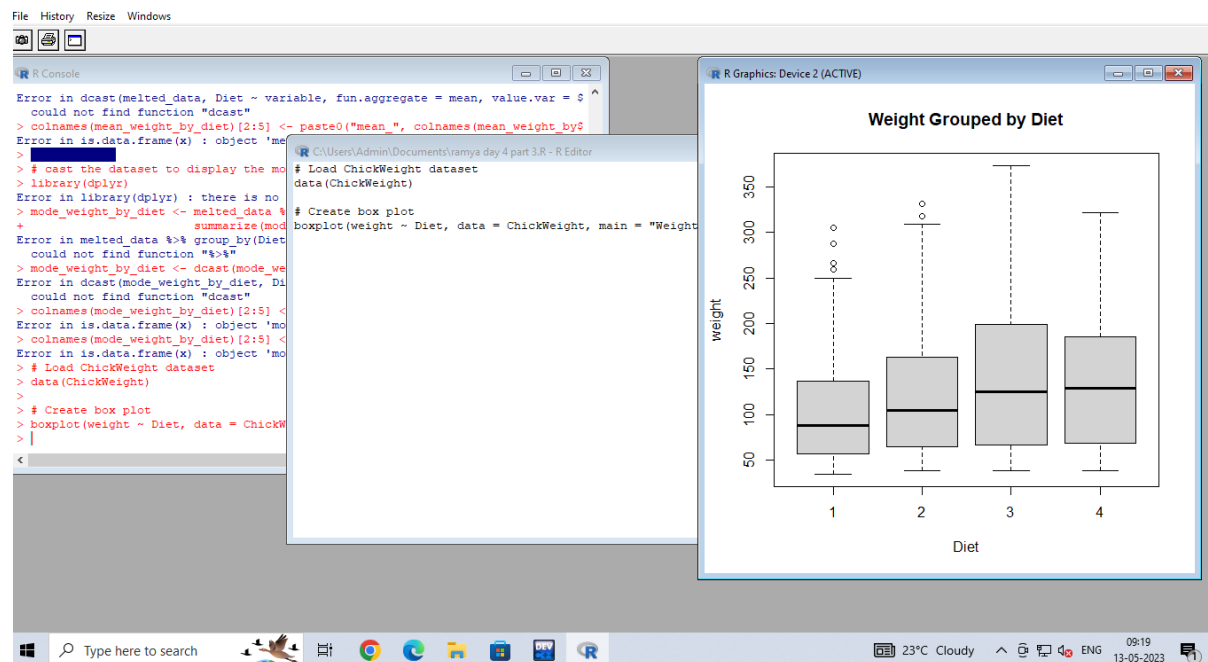 File History Resize Windows
R Console
Error in dcast(melted_data, Diet ~ variable, fun.aggregate = mean, value.var = $
could not find function "dcast"
> colnames(mean_weight_by_diet)[2:5] <- paste0("mean_", colnames(mean_weight_by$
Error in is.data.frame(x) : object 'me
>
> # cast the dataset to display the mo
> library(dplyr)
Error in library(dplyr) : there is no
> mode_weight_by_diet <- melted_data %
+ summarize(mod
Error in melted_data %>% group_by(Diet
could not find function "%>%"
> mode_weight_by_diet <- dcast(mode_we
Error in dcast(mode_weight_by_diet, Di
could not find function "dcast"
> colnames(mode_weight_by_diet)[2:5] <
Error in is.data.frame(x) : object 'mo
> colnames(mode_weight_by_diet)[2:5] <
Error in is.data.frame(x) : object 'mo
> # Load ChickWeight dataset
> data(ChickWeight)
>
> # Create box plot
> boxplot(weight ~ Diet, data = ChickW
>
C:\Users\Admin\Documents\ramya day 4 part 3.R - R Editor
# Load ChickWeight dataset
data(ChickWeight)
# Create box plot
boxplot(weight ~ Diet, data = ChickWeight, main = "Weight
R Graphics: Device 2 (ACTIVE)
Weight Grouped by Diet
weight
350
300
250
200
150
100
50
1 2 3 4
Diet
Type here to search
DEV
23°C Cloudy
ENG
09:19
13-05-2023
1